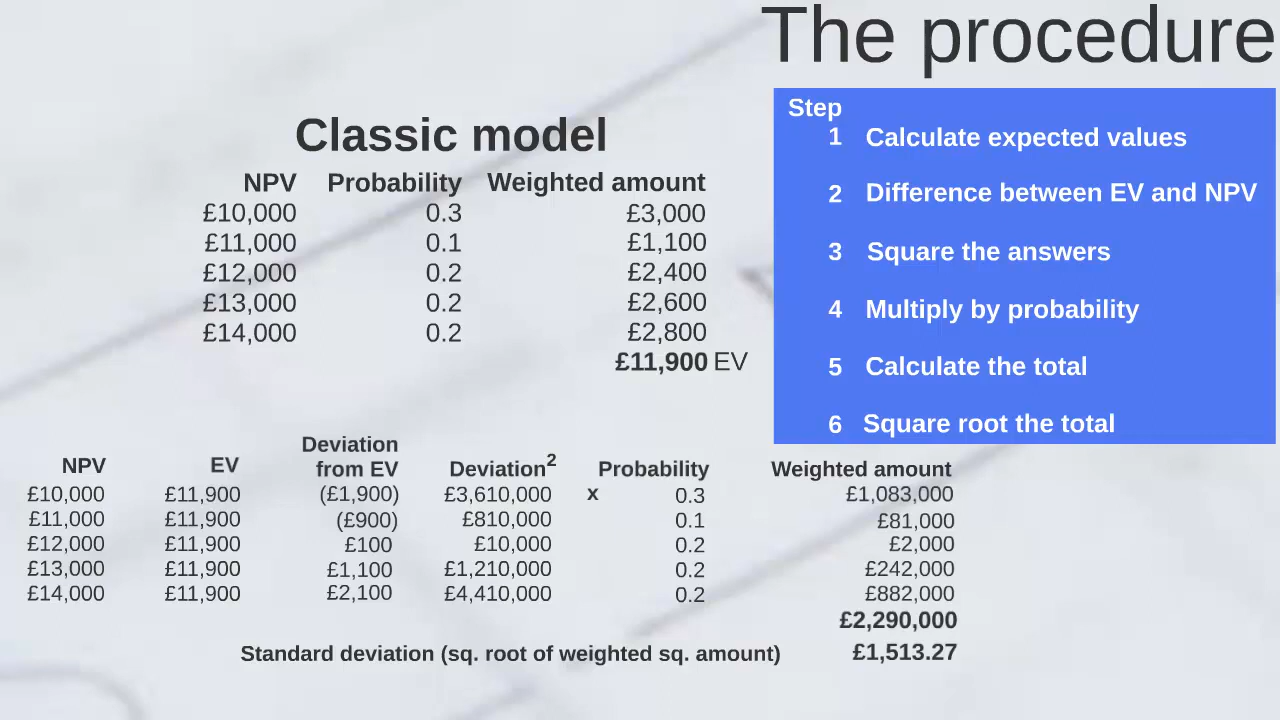 The procedure
Classic model
NPV Probability Weighted amount
£10,000 0.3 £3,000
£11,000 0.1 £1,100
£12,000 0.2 £2,400
£13,000 0.2 £2,600
£14,000 0.2 £2,800
£11,900 EV
Step
1 Calculate expected values
2 Difference between EV and NPV
3 Square the answers
4 Multiply by probability
5 Calculate the total
6 Square root the total
NPV EV Deviation from EV Deviation² Probability Weighted amount
£10,000 £11,900 (£1,900) £3,610,000 x 0.3 £1,083,000
£11,000 £11,900 (£900) £810,000 0.1 £81,000
£12,000 £11,900 £100 £10,000 0.2 £2,000
£13,000 £11,900 £1,100 £1,210,000 0.2 £242,000
£14,000 £11,900 £2,100 £4,410,000 0.2 £882,000
£2,290,000
Standard deviation (sq. root of weighted sq. amount) £1,513.27